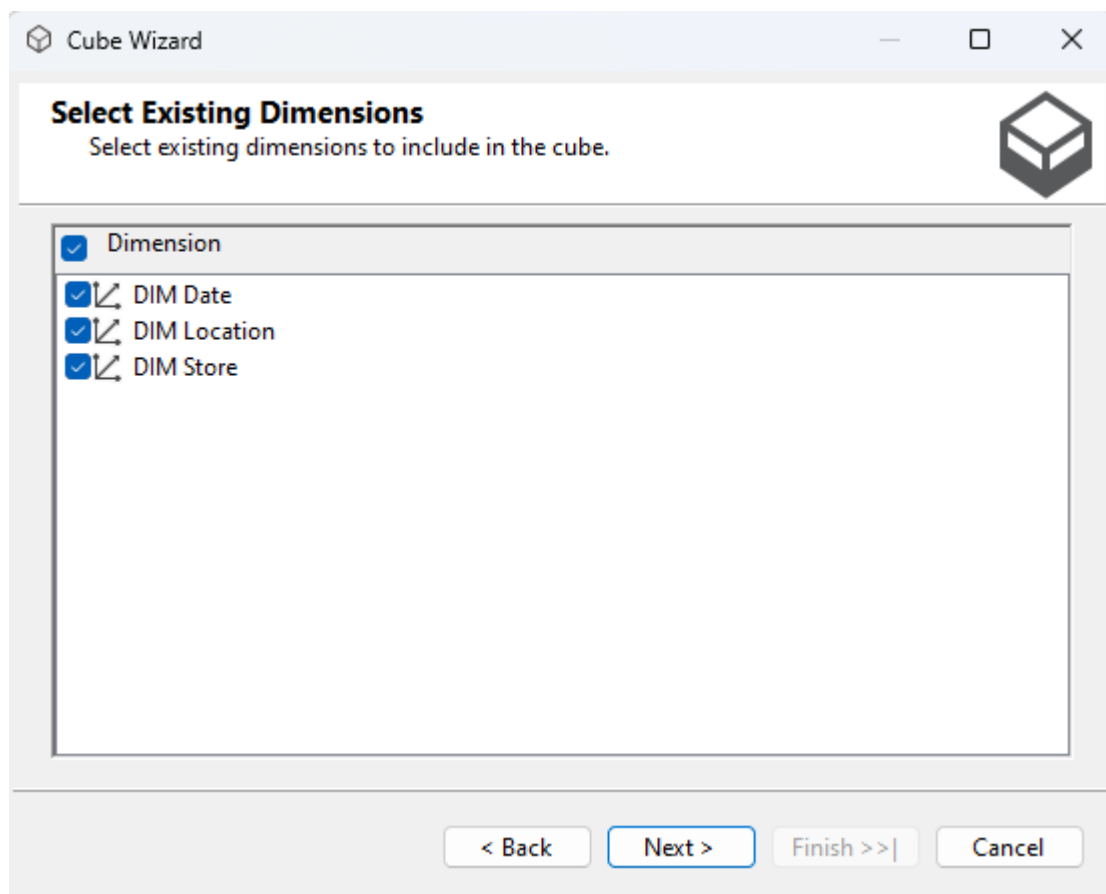 Cube Wizard
Select Existing Dimensions
Select existing dimensions to include in the cube.
Dimension
DIM Date
DIM Location
DIM Store
< Back Next > Finish >>| Cancel